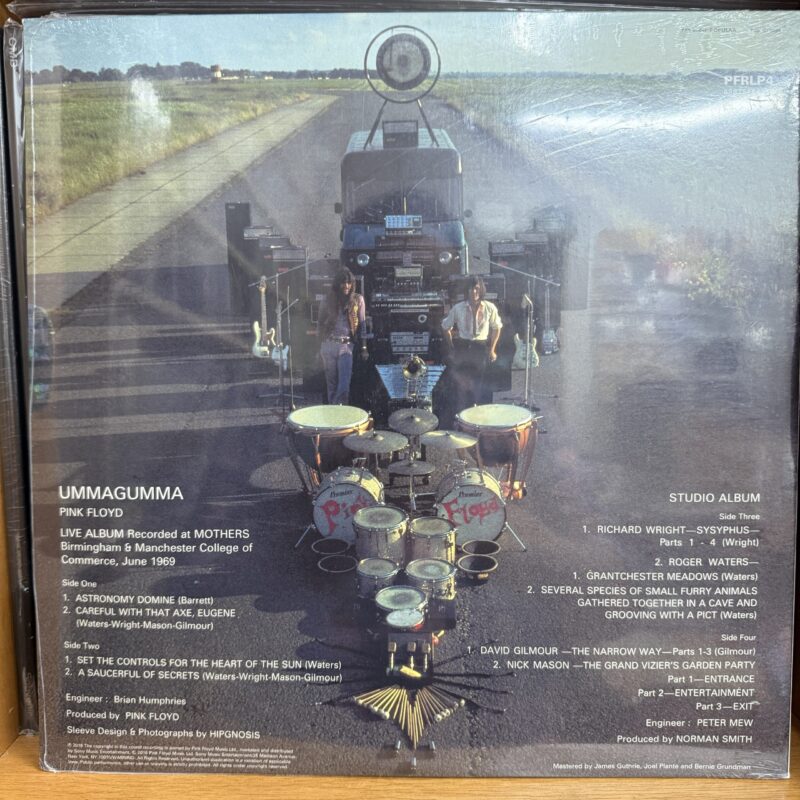 PFRLP4
Premier
Premier
Pink
Floyd
UMMAGUMMA
PINK FLOYD
LIVE ALBUM Recorded at MOTHERS
Birmingham & Manchester College of
Commerce, June 1969
Side One
1. ASTRONOMY DOMINE (Barrett)
2. CAREFUL WITH THAT AXE, EUGENE
(Waters-Wright-Mason-Gilmour)
Side Two
1. SET THE CONTROLS FOR THE HEART OF THE SUN (Waters)
2. A SAUCERFUL OF SECRETS (Waters-Wright-Mason-Gilmour)
Engineer : Brian Humphries
Produced by PINK FLOYD
Sleeve Design & Photographs by HIPGNOSIS
STUDIO ALBUM
Side Three
1. RICHARD WRIGHT—SYSYPHUS—
Parts 1 - 4 (Wright)
2. ROGER WATERS—
1. GRANTCHESTER MEADOWS (Waters)
2. SEVERAL SPECIES OF SMALL FURRY ANIMALS
GATHERED TOGETHER IN A CAVE AND
GROOVING WITH A PICT (Waters)
Side Four
1. DAVID GILMOUR—THE NARROW WAY—Parts 1-3 (Gilmour)
2. NICK MASON—THE GRAND VIZIER'S GARDEN PARTY
Part 1—ENTRANCE
Part 2—ENTERTAINMENT
Part 3—EXIT
Engineer : PETER MEW
Produced by NORMAN SMITH
Mastered by James Guthrie, Joel Plante and Bernie Grundman